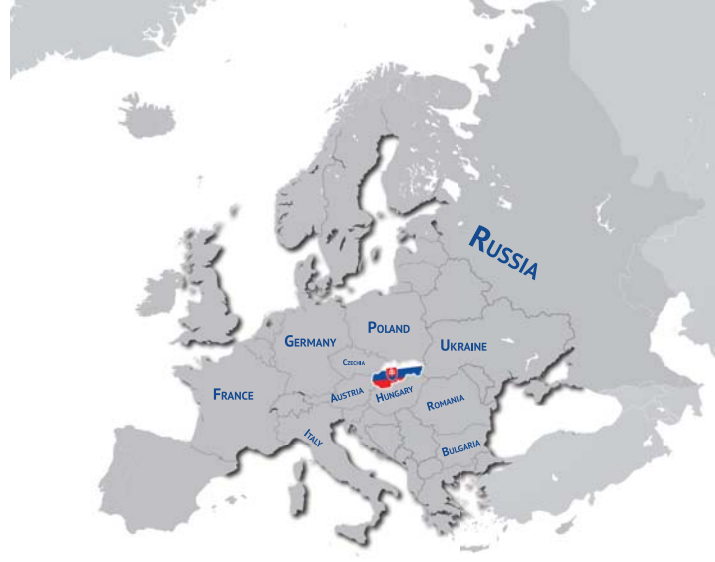 Russia
Poland
Germany
Ukraine
Czechia
France
Austria
Hungary
Romania
Italy
Bulgaria